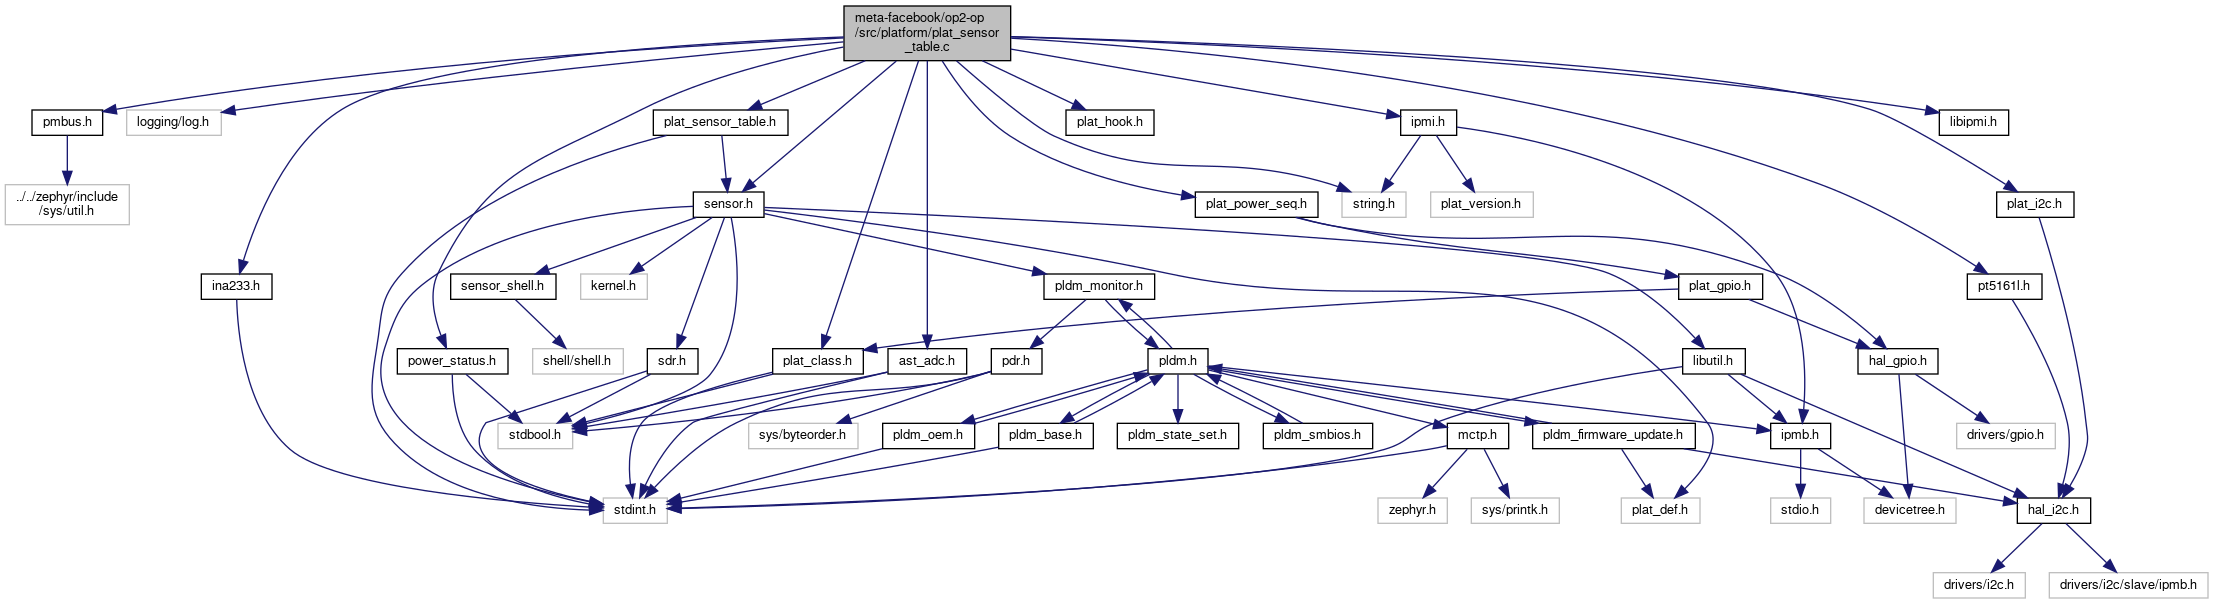 meta-facebook/op2-op
/src/platform/plat_sensor
_table.c
pmbus.h
logging/log.h
plat_sensor_table.h
plat_hook.h
ipmi.h
libipmi.h
../../zephyr/include
/sys/util.h
sensor.h
plat_power_seq.h
string.h
plat_version.h
plat_i2c.h
ina233.h
sensor_shell.h
kernel.h
pldm_monitor.h
plat_gpio.h
pt5161l.h
power_status.h
shell/shell.h
sdr.h
plat_class.h
ast_adc.h
pdr.h
pldm.h
libutil.h
hal_gpio.h
stdbool.h
sys/byteorder.h
pldm_oem.h
pldm_base.h
pldm_state_set.h
pldm_smbios.h
mctp.h
pldm_firmware_update.h
ipmb.h
drivers/gpio.h
stdint.h
zephyr.h
sys/printk.h
plat_def.h
stdio.h
devicetree.h
hal_i2c.h
drivers/i2c.h
drivers/i2c/slave/ipmb.h